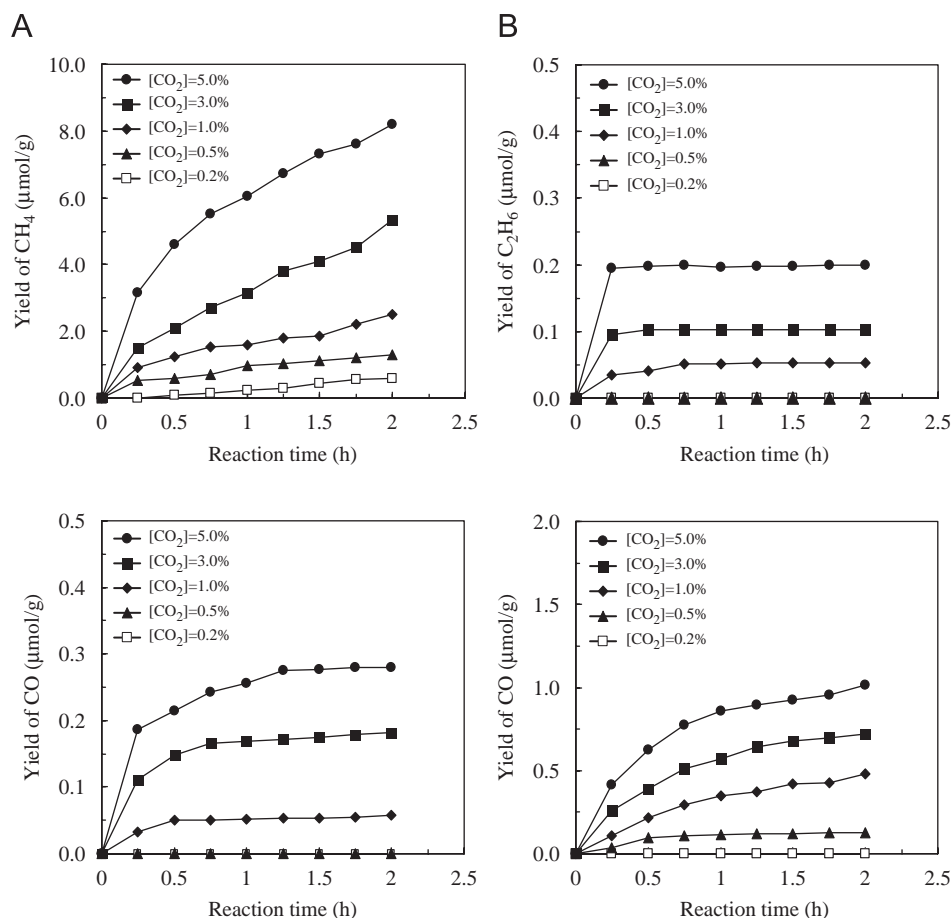 A
10.0
8.0
6.0
4.0
2.0
0.0
Yield of CH₄ (μmol/g)
[CO₂]=5.0%
[CO₂]=3.0%
[CO₂]=1.0%
[CO₂]=0.5%
[CO₂]=0.2%
0 0.5 1 1.5 2 2.5
Reaction time (h)
B
0.5
0.4
0.3
0.2
0.1
0.0
Yield of C₂H₆ (μmol/g)
[CO₂]=5.0%
[CO₂]=3.0%
[CO₂]=1.0%
[CO₂]=0.5%
[CO₂]=0.2%
0 0.5 1 1.5 2 2.5
Reaction time (h)
0.5
0.4
0.3
0.2
0.1
0.0
Yield of CO (μmol/g)
[CO₂]=5.0%
[CO₂]=3.0%
[CO₂]=1.0%
[CO₂]=0.5%
[CO₂]=0.2%
0 0.5 1 1.5 2 2.5
Reaction time (h)
2.0
1.5
1.0
0.5
0.0
Yield of CO (μmol/g)
[CO₂]=5.0%
[CO₂]=3.0%
[CO₂]=1.0%
[CO₂]=0.5%
[CO₂]=0.2%
0 0.5 1 1.5 2 2.5
Reaction time (h)